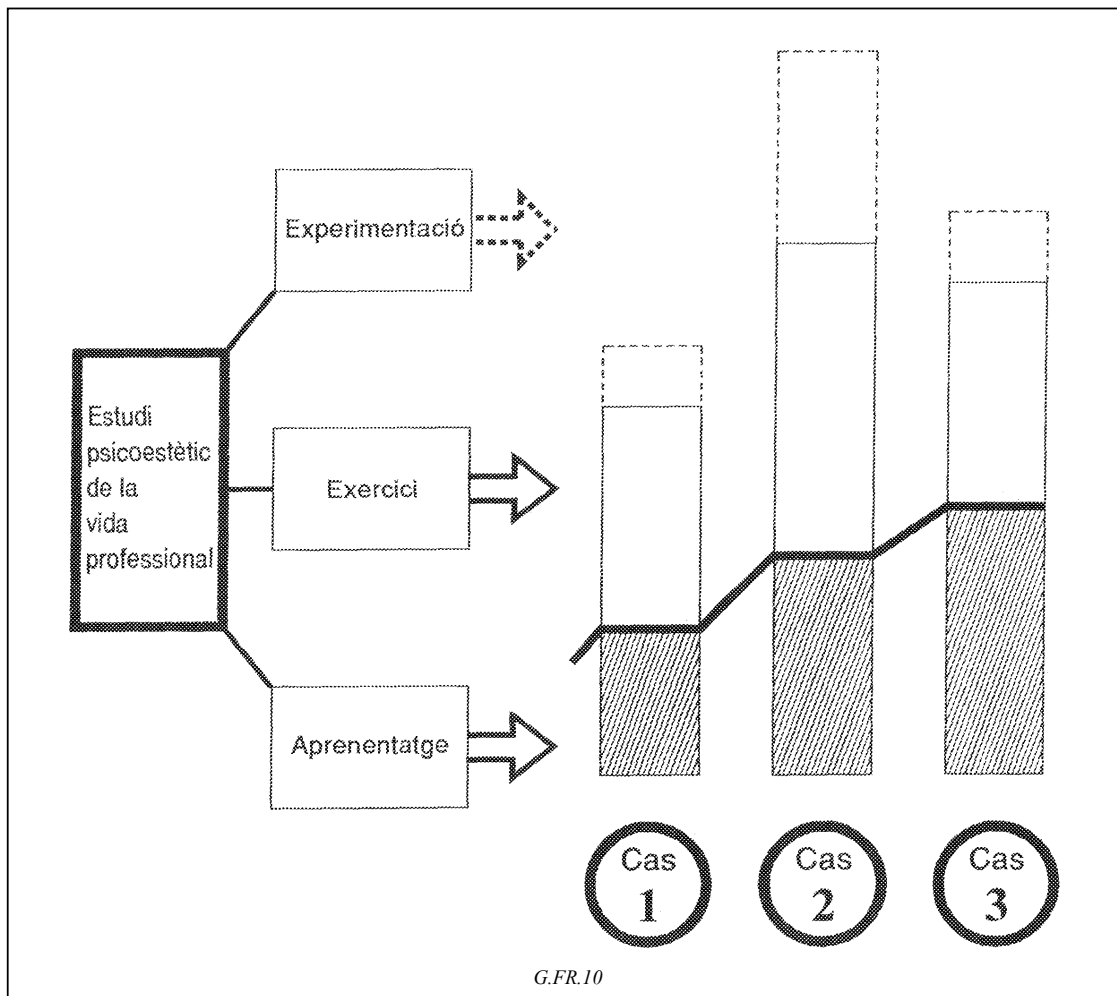 Experimentació
Estudi
psicoestètic
de la
vida
professional
Exercici
Aprenentatge
Cas
1
Cas
2
Cas
3
G.FR.10